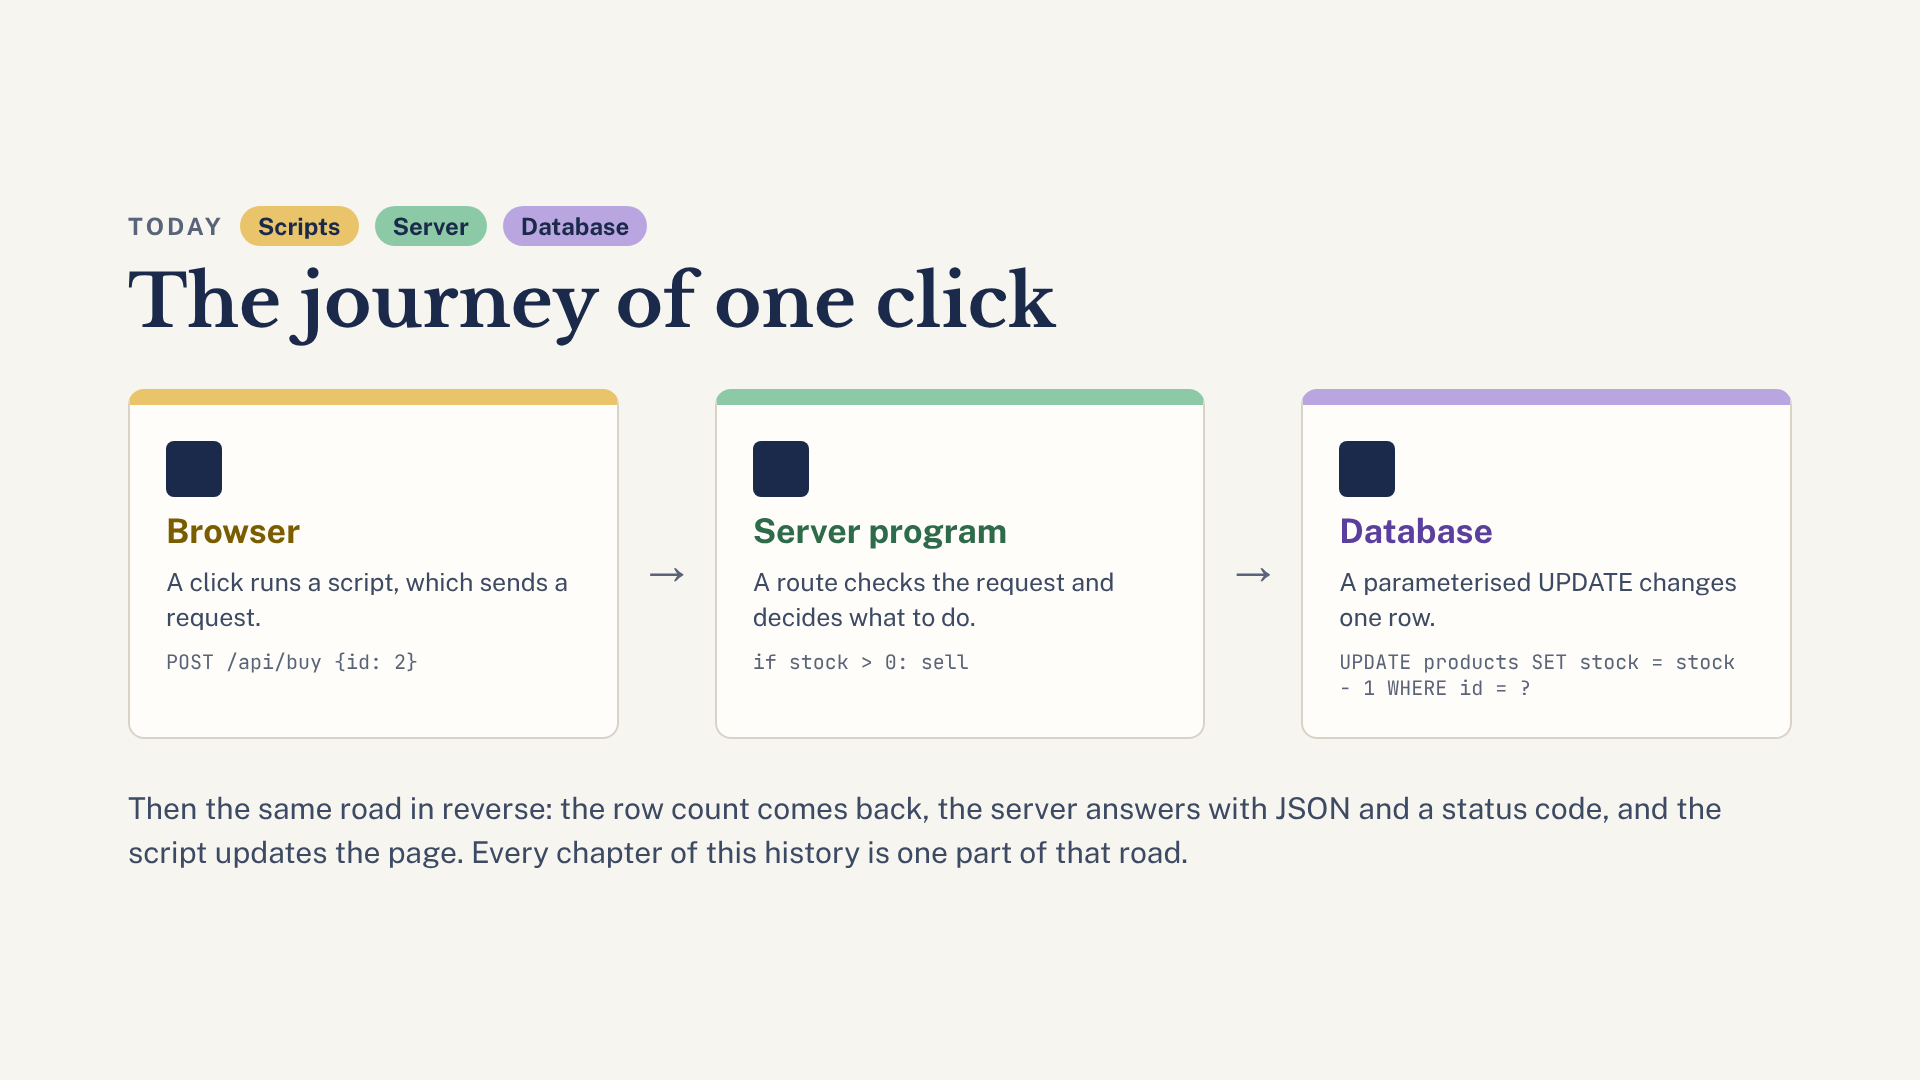 TODAY Scripts Server Database
The journey of one click
Browser
A click runs a script, which sends a
request.
POST /api/buy {id: 2}
→
Server program
A route checks the request and
decides what to do.
if stock > 0: sell
→
Database
A parameterised UPDATE changes
one row.
UPDATE products SET stock = stock
- 1 WHERE id = ?
Then the same road in reverse: the row count comes back, the server answers with JSON and a status code, and the
script updates the page. Every chapter of this history is one part of that road.